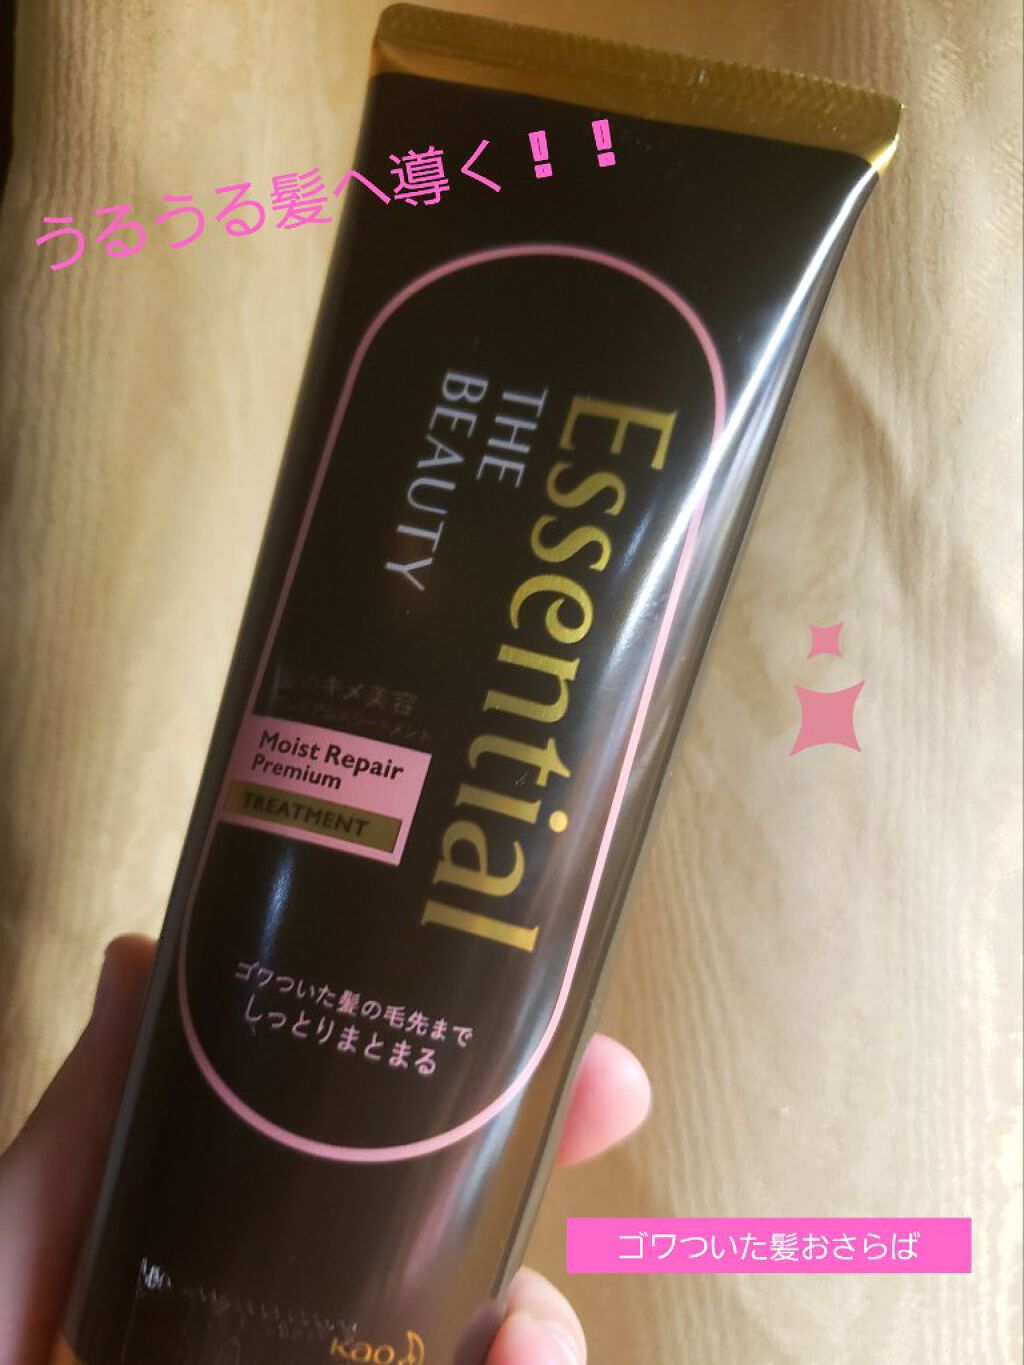 うるうる髪へ導く！！
Essential
THE
BEAUTY
キメ美容
Moist Repair
Premium
TREATMENT
ゴワついた髪の毛先まで
しっとりまとまる
ゴワついた髪おさらば
Kao